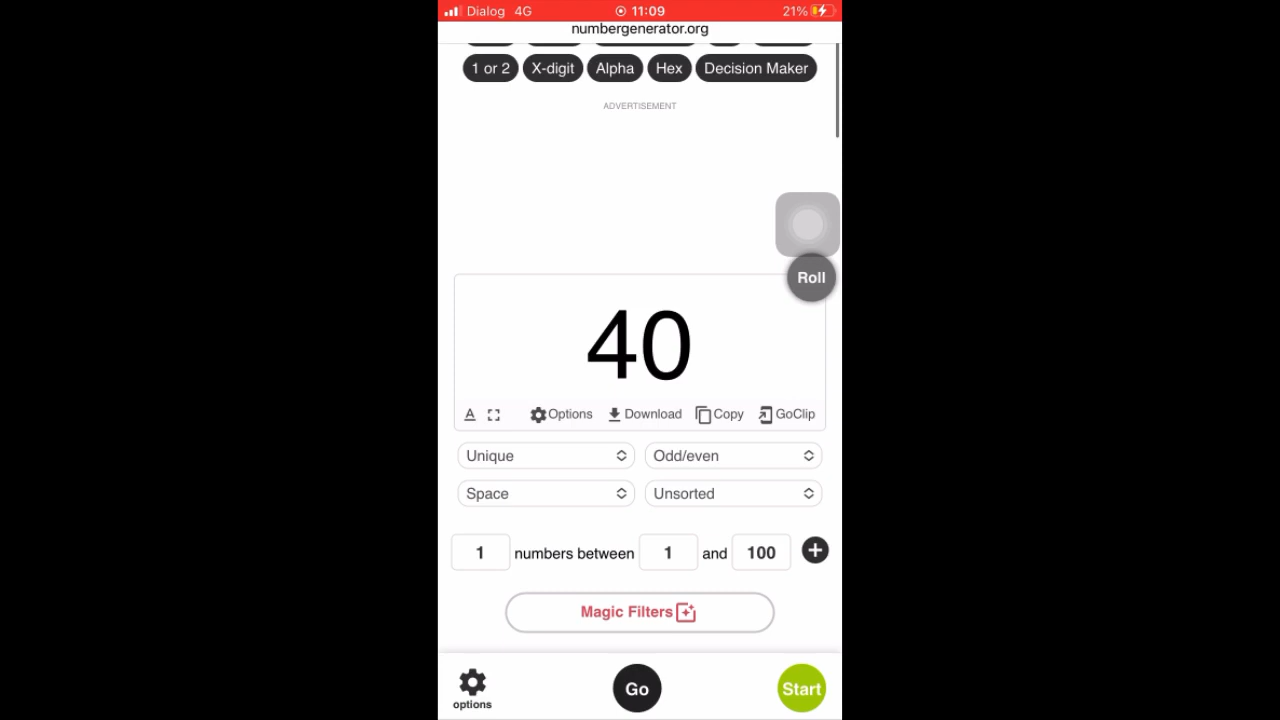 Dialog 4G 11:09 21%
numbergenerator.org
1 or 2 X-digit Alpha Hex Decision Maker
ADVERTISEMENT
Roll
40
A Options Download Copy GoClip
Unique Odd/even
Space Unsorted
1 numbers between 1 and 100 +
Magic Filters
options Go Start